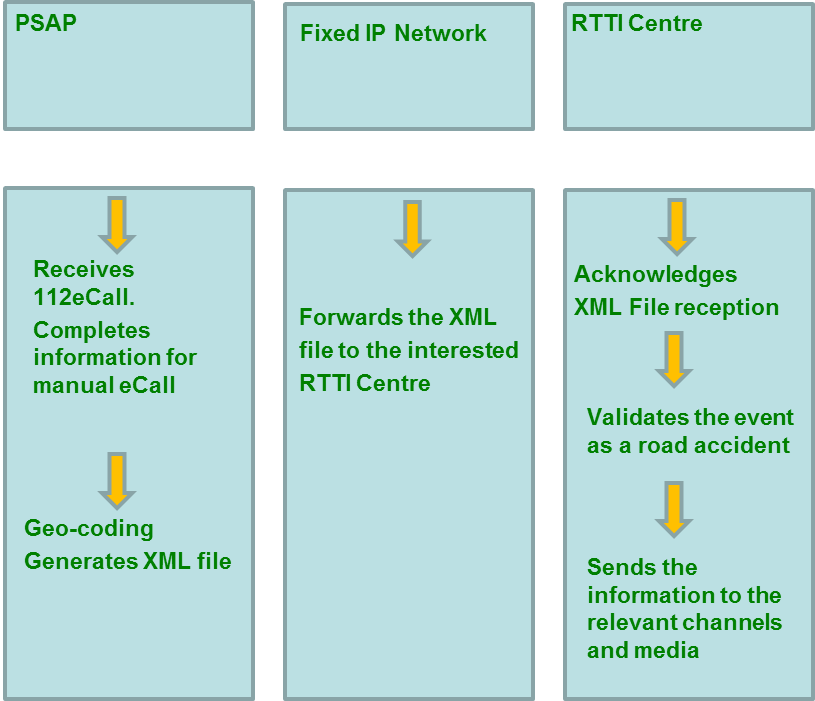 PSAP
Fixed IP Network
RTTI Centre
Receives
112eCall.
Completes
information for
manual eCall
Geo-coding
Generates XML file
Forwards the XML
file to the interested
RTTI Centre
Acknowledges
XML File reception
Validates the event
as a road accident
Sends the
information to the
relevant channels
and media